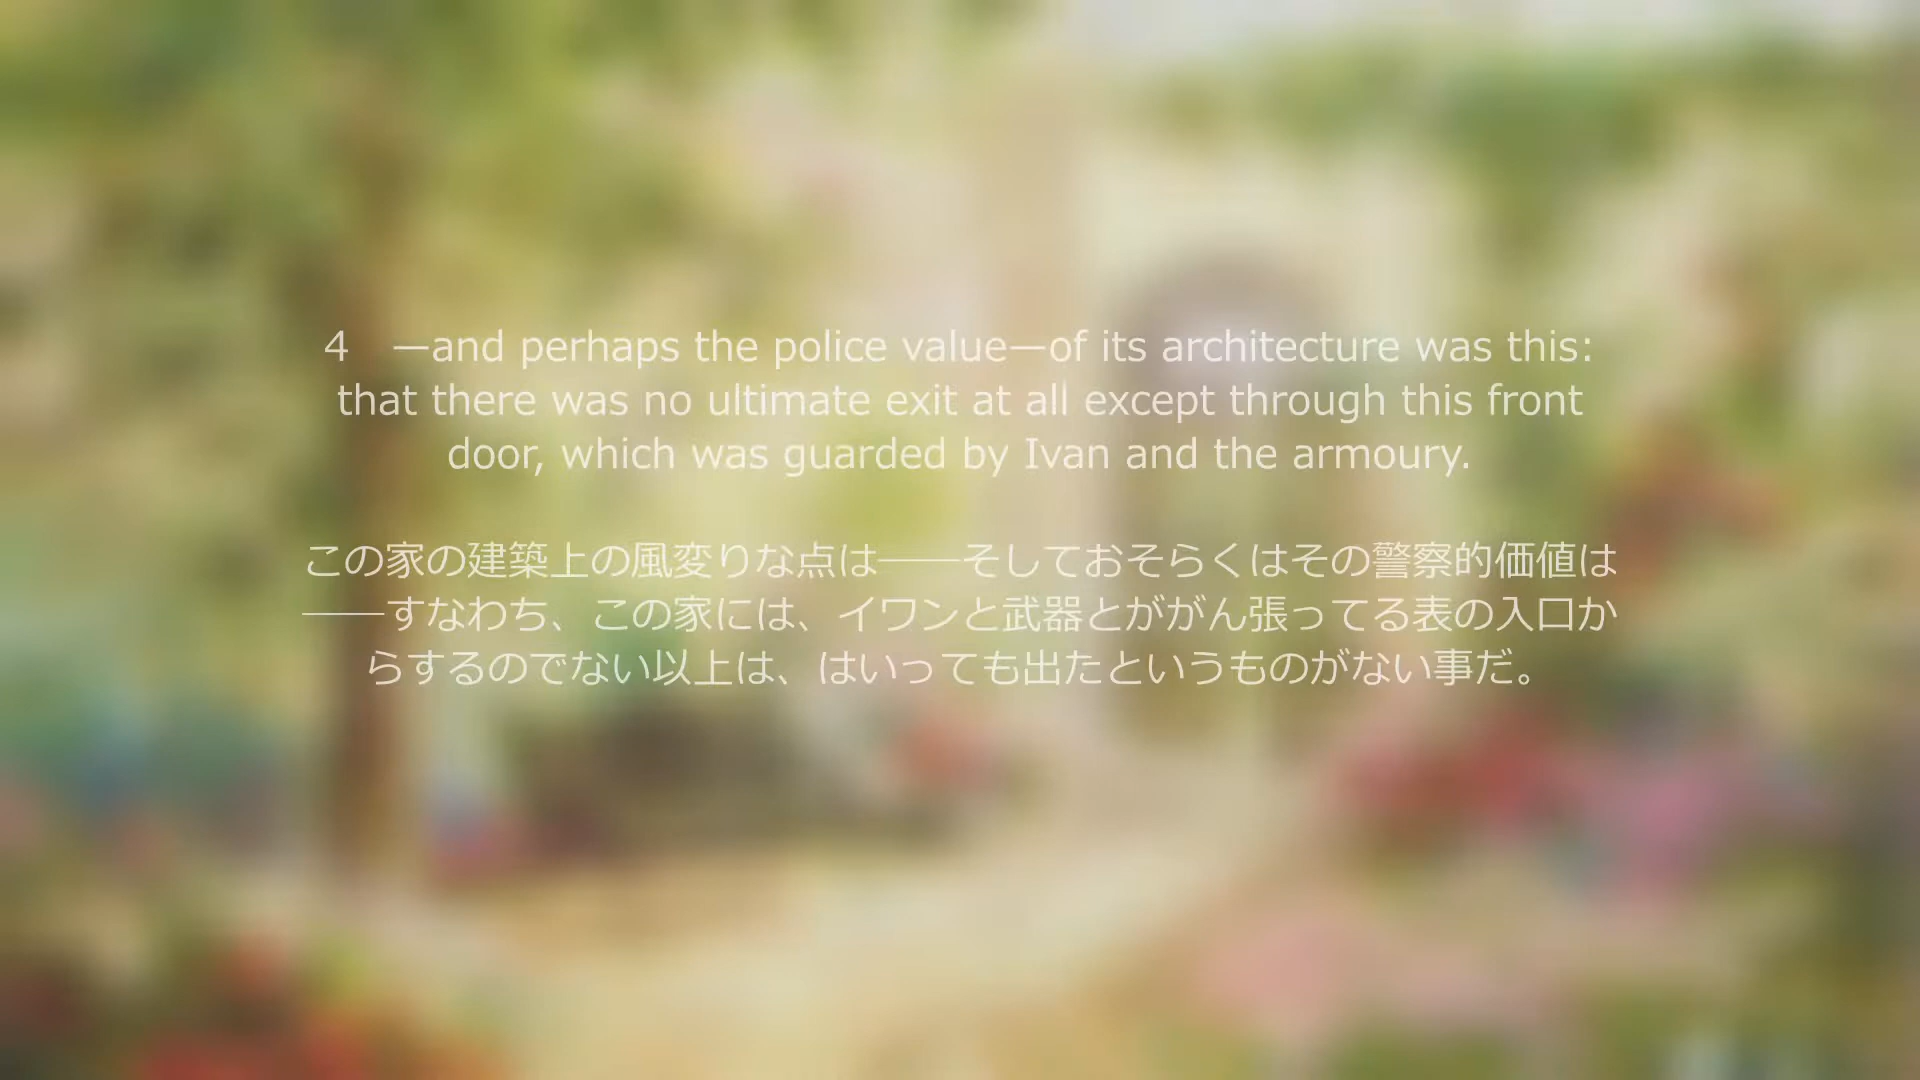 4　—and perhaps the police value—of its architecture was this:
that there was no ultimate exit at all except through this front
door, which was guarded by Ivan and the armoury.
この家の建築上の風変りな点は――そしておそらくはその警察的価値は
――すなわち、この家には、イワンと武器とががん張ってる表の入口か
らするのでない以上は、はいっても出たというものがない事だ。